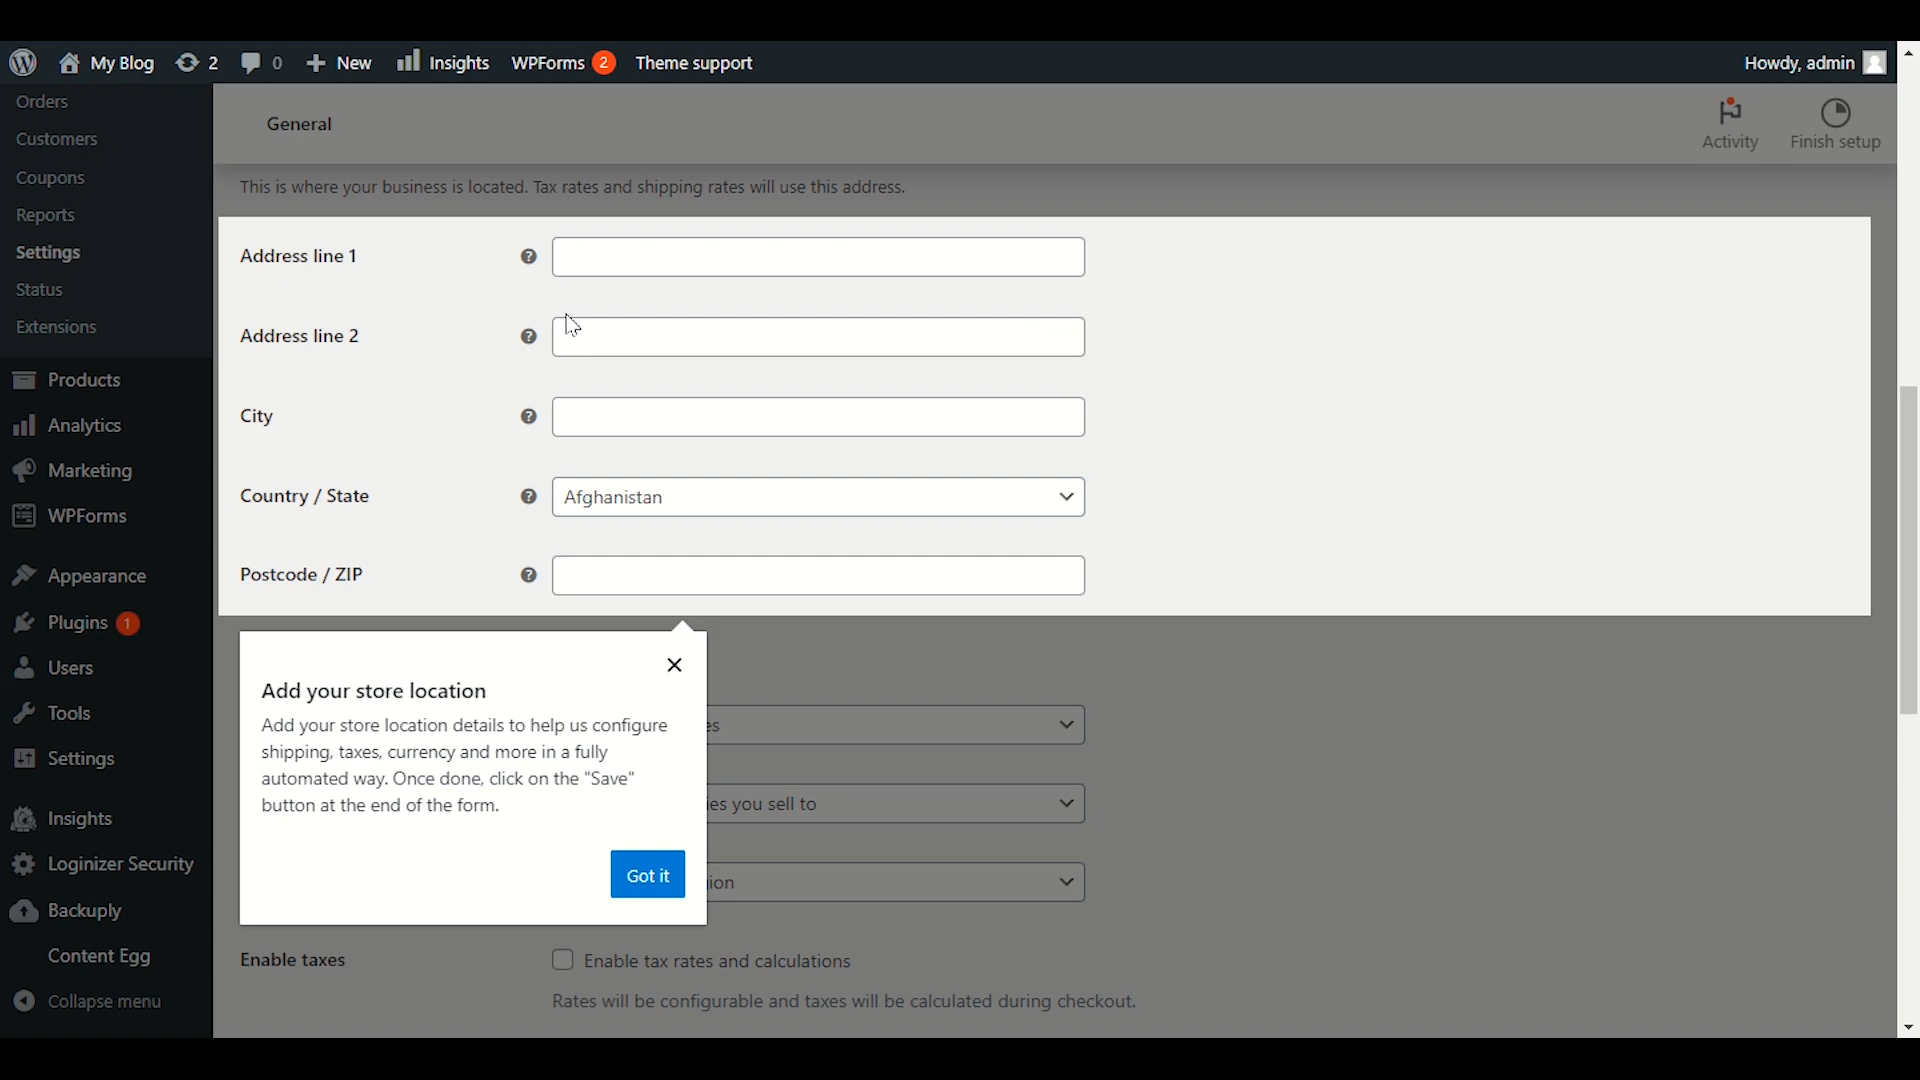 My Blog 2 0 New Insights WPForms 2 Theme support Howdy, admin
Orders
Customers
Coupons
Reports
Settings
Status
Extensions
Products
Analytics
Marketing
WPForms
Appearance
Plugins 1
Users
Tools
Settings
Insights
Loginizer Security
Backuply
Content Egg
Collapse menu
General
Activity
Finish setup
This is where your business is located. Tax rates and shipping rates will use this address.
Address line 1
Address line 2
City
Country / State
Afghanistan
Postcode / ZIP
Add your store location
Add your store location details to help us configure
shipping, taxes, currency and more in a fully
automated way. Once done, click on the "Save"
button at the end of the form.
Got it
you sell to
Enable taxes
Enable tax rates and calculations
Rates will be configurable and taxes will be calculated during checkout.